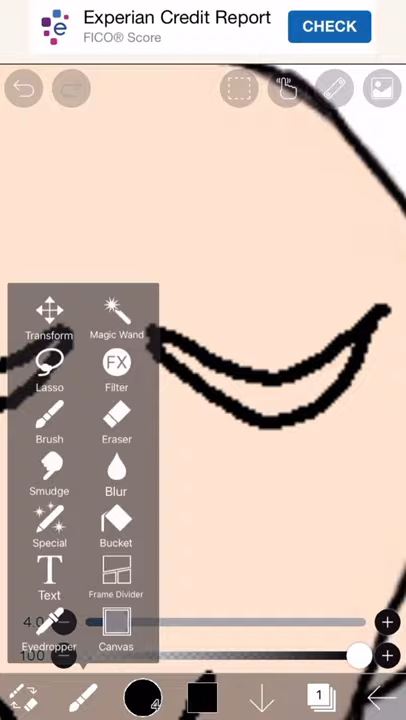 Experian Credit Report
FICO® Score
CHECK
Transform
Magic Wand
Lasso
Filter
FX
Brush
Eraser
Smudge
Blur
Special
Bucket
T
Text
Frame Divider
4.0
Eyedropper
Canvas
100
4
1